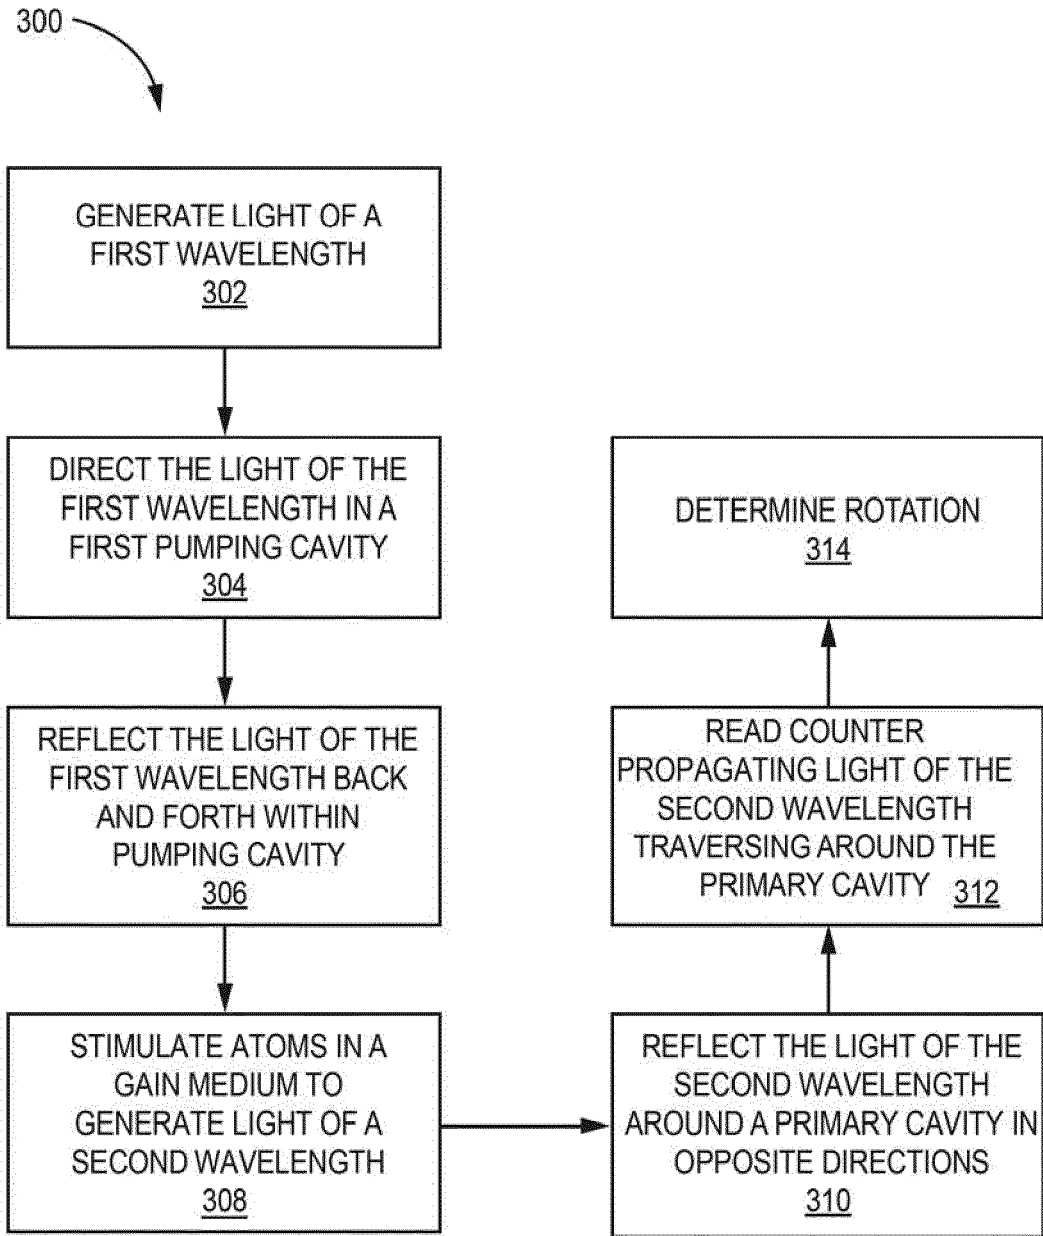 300
GENERATE LIGHT OF A
FIRST WAVELENGTH
302
DIRECT THE LIGHT OF THE
FIRST WAVELENGTH IN A
FIRST PUMPING CAVITY
304
REFLECT THE LIGHT OF THE
FIRST WAVELENGTH BACK
AND FORTH WITHIN
PUMPING CAVITY
306
STIMULATE ATOMS IN A
GAIN MEDIUM TO
GENERATE LIGHT OF A
SECOND WAVELENGTH
308
REFLECT THE LIGHT OF THE
SECOND WAVELENGTH
AROUND A PRIMARY CAVITY IN
OPPOSITE DIRECTIONS
310
READ COUNTER
PROPAGATING LIGHT OF THE
SECOND WAVELENGTH
TRAVERSING AROUND THE
PRIMARY CAVITY 312
DETERMINE ROTATION
314